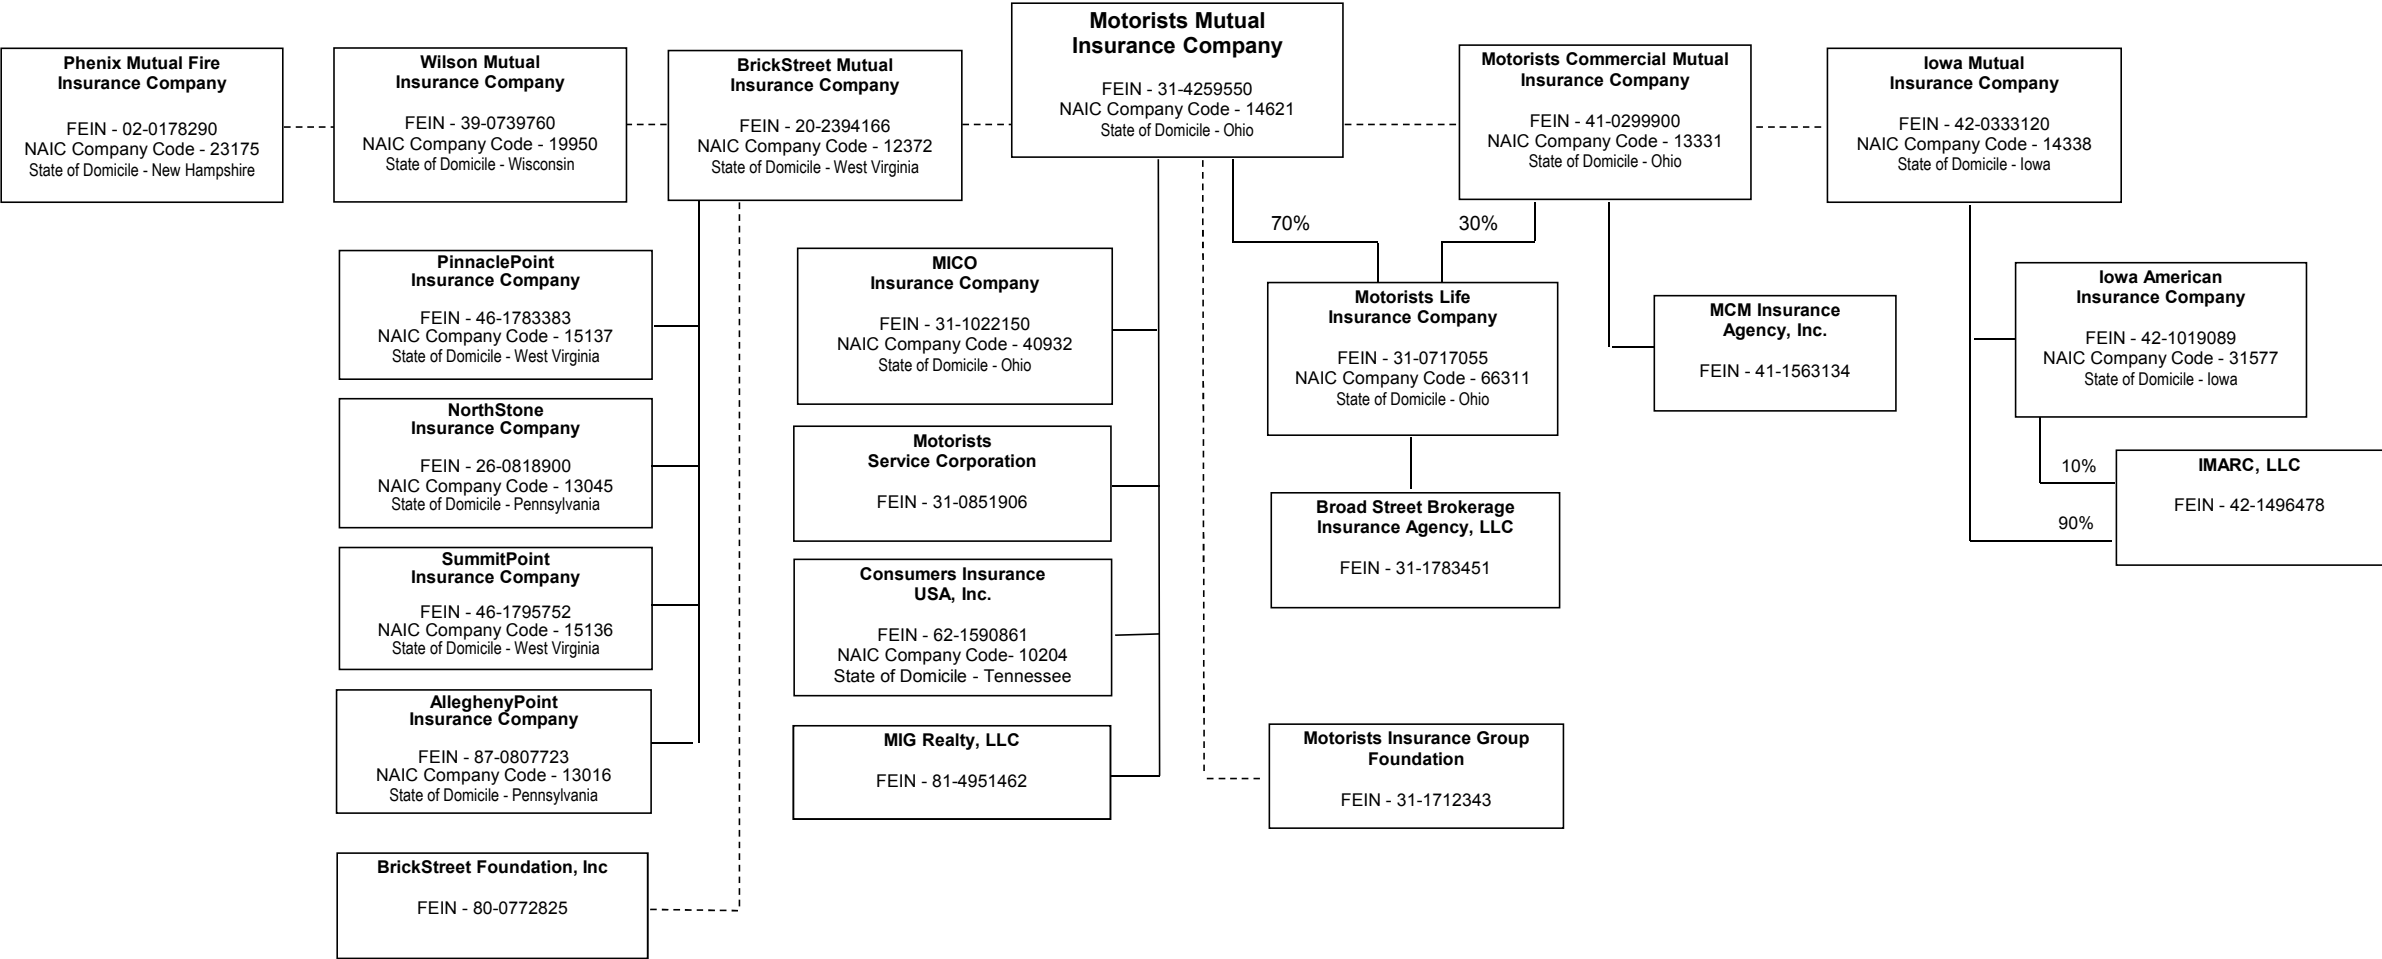 Phenix Mutual Fire
Insurance Company
FEIN - 02-0178290
NAIC Company Code - 23175
State of Domicile - New Hampshire
Wilson Mutual
Insurance Company
FEIN - 39-0739760
NAIC Company Code - 19950
State of Domicile - Wisconsin
BrickStreet Mutual
Insurance Company
FEIN - 20-2394166
NAIC Company Code - 12372
State of Domicile - West Virginia
Motorists Mutual
Insurance Company
FEIN - 31-4259550
NAIC Company Code - 14621
State of Domicile - Ohio
Motorists Commercial Mutual
Insurance Company
FEIN - 41-0299900
NAIC Company Code - 13331
State of Domicile - Ohio
Iowa Mutual
Insurance Company
FEIN - 42-0333120
NAIC Company Code - 14338
State of Domicile - Iowa
PinnaclePoint
Insurance Company
FEIN - 46-1783383
NAIC Company Code - 15137
State of Domicile - West Virginia
NorthStone
Insurance Company
FEIN - 26-0818900
NAIC Company Code - 13045
State of Domicile - Pennsylvania
SummitPoint
Insurance Company
FEIN - 46-1795752
NAIC Company Code - 15136
State of Domicile - West Virginia
AlleghenyPoint
Insurance Company
FEIN - 87-0807723
NAIC Company Code - 13016
State of Domicile - Pennsylvania
BrickStreet Foundation, Inc
FEIN - 80-0772825
MICO
Insurance Company
FEIN - 31-1022150
NAIC Company Code - 40932
State of Domicile - Ohio
Motorists
Service Corporation
FEIN - 31-0851906
Consumers Insurance
USA, Inc.
FEIN - 62-1590861
NAIC Company Code- 10204
State of Domicile - Tennessee
MIG Realty, LLC
FEIN - 81-4951462
70%
30%
Motorists Life
Insurance Company
FEIN - 31-0717055
NAIC Company Code - 66311
State of Domicile - Ohio
Broad Street Brokerage
Insurance Agency, LLC
FEIN - 31-1783451
Motorists Insurance Group
Foundation
FEIN - 31-1712343
MCM Insurance
Agency, Inc.
FEIN - 41-1563134
Iowa American
Insurance Company
FEIN - 42-1019089
NAIC Company Code - 31577
State of Domicile - Iowa
10%
90%
IMARC, LLC
FEIN - 42-1496478